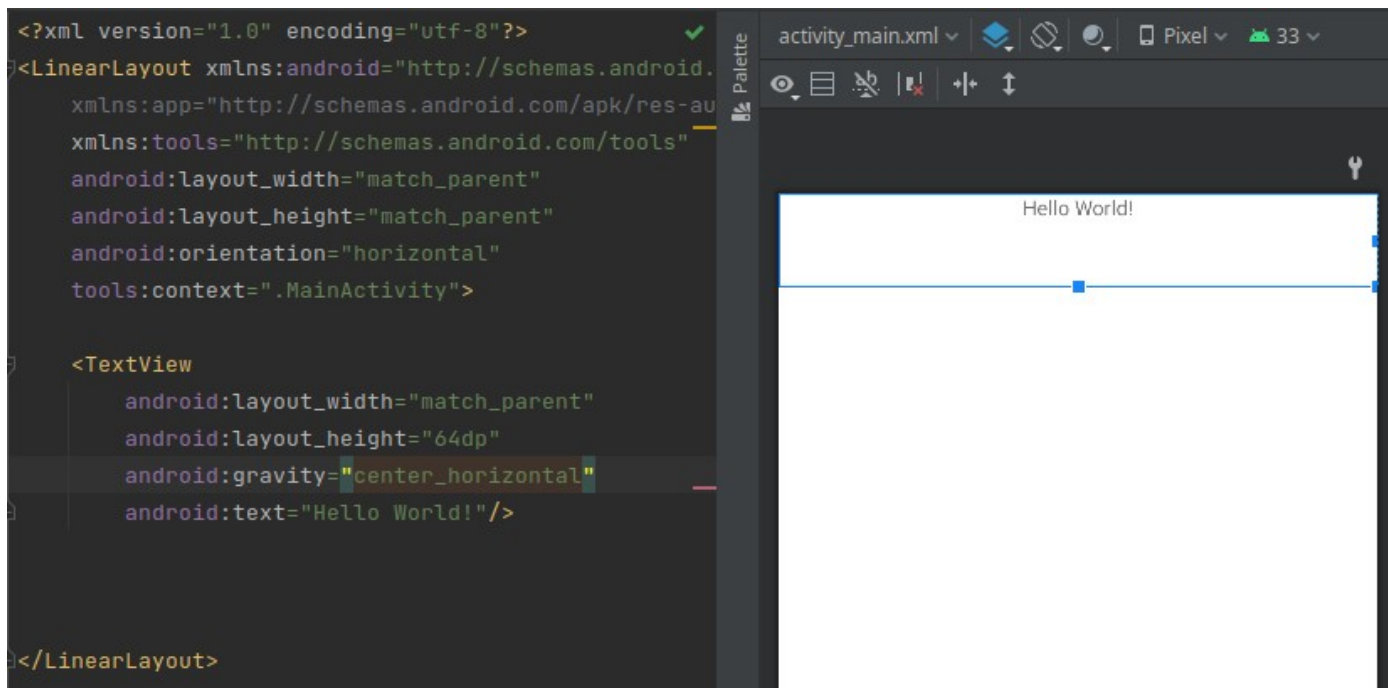 <?xml version="1.0" encoding="utf-8"?>
<LinearLayout xmlns:android="http://schemas.android.
xmlns:app="http://schemas.android.com/apk/res-au
xmlns:tools="http://schemas.android.com/tools"
android:layout_width="match_parent"
android:layout_height="match_parent"
android:orientation="horizontal"
tools:context=".MainActivity">
<TextView
android:layout_width="match_parent"
android:layout_height="64dp"
android:gravity="center_horizontal"
android:text="Hello World!"/>
</LinearLayout>
Palette
activity_main.xml
Pixel
33
Hello World!